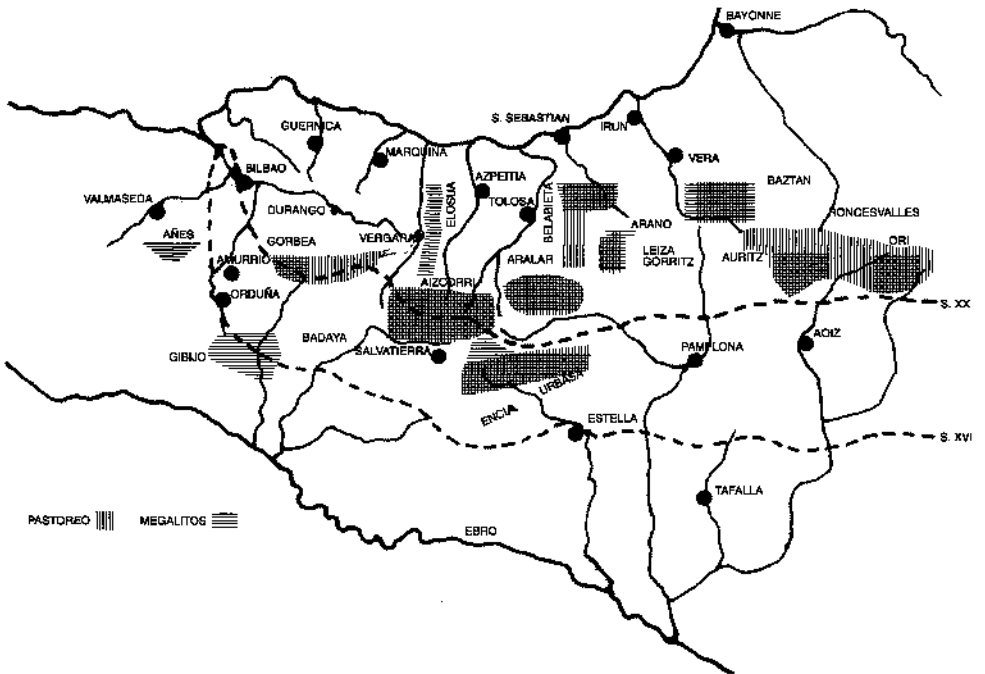 BAYONNE
S. SEBASTIAN
IRUN
GUERNICA
MARQUINA
VERA
BILBAO
AZPEITIA
BAZTAN
VALMASEDA
DURANGO
ELOSUA
TOLOSA
BELABIETA
RONCESVALLES
AÑES
GORBEA
VERGARA
ARANO
ORI
AMURRIO
ARALAR
LEIZA
GORRITZ
AURITZ
AIZCORRI
ORDUÑA
S. XX
BADAYA
SALVATIERRA
PAMPLONA
AOIZ
GIBIJO
URBASA
ENCIA
ESTELLA
S. XVI
TAFALLA
PASTOREO
MEGALITOS
EBRO